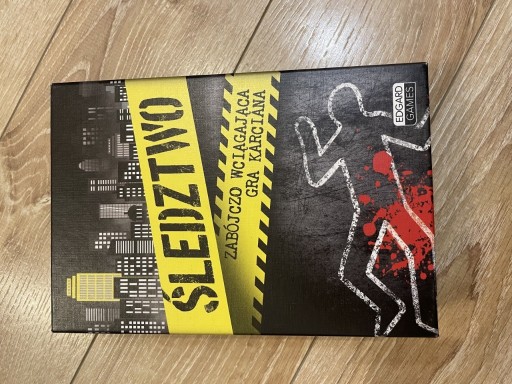 ŚLEDZTWO
ZABÓJCZO WCIĄGAJĄCA
GRA KARCIANA
EDGARD
GAMES